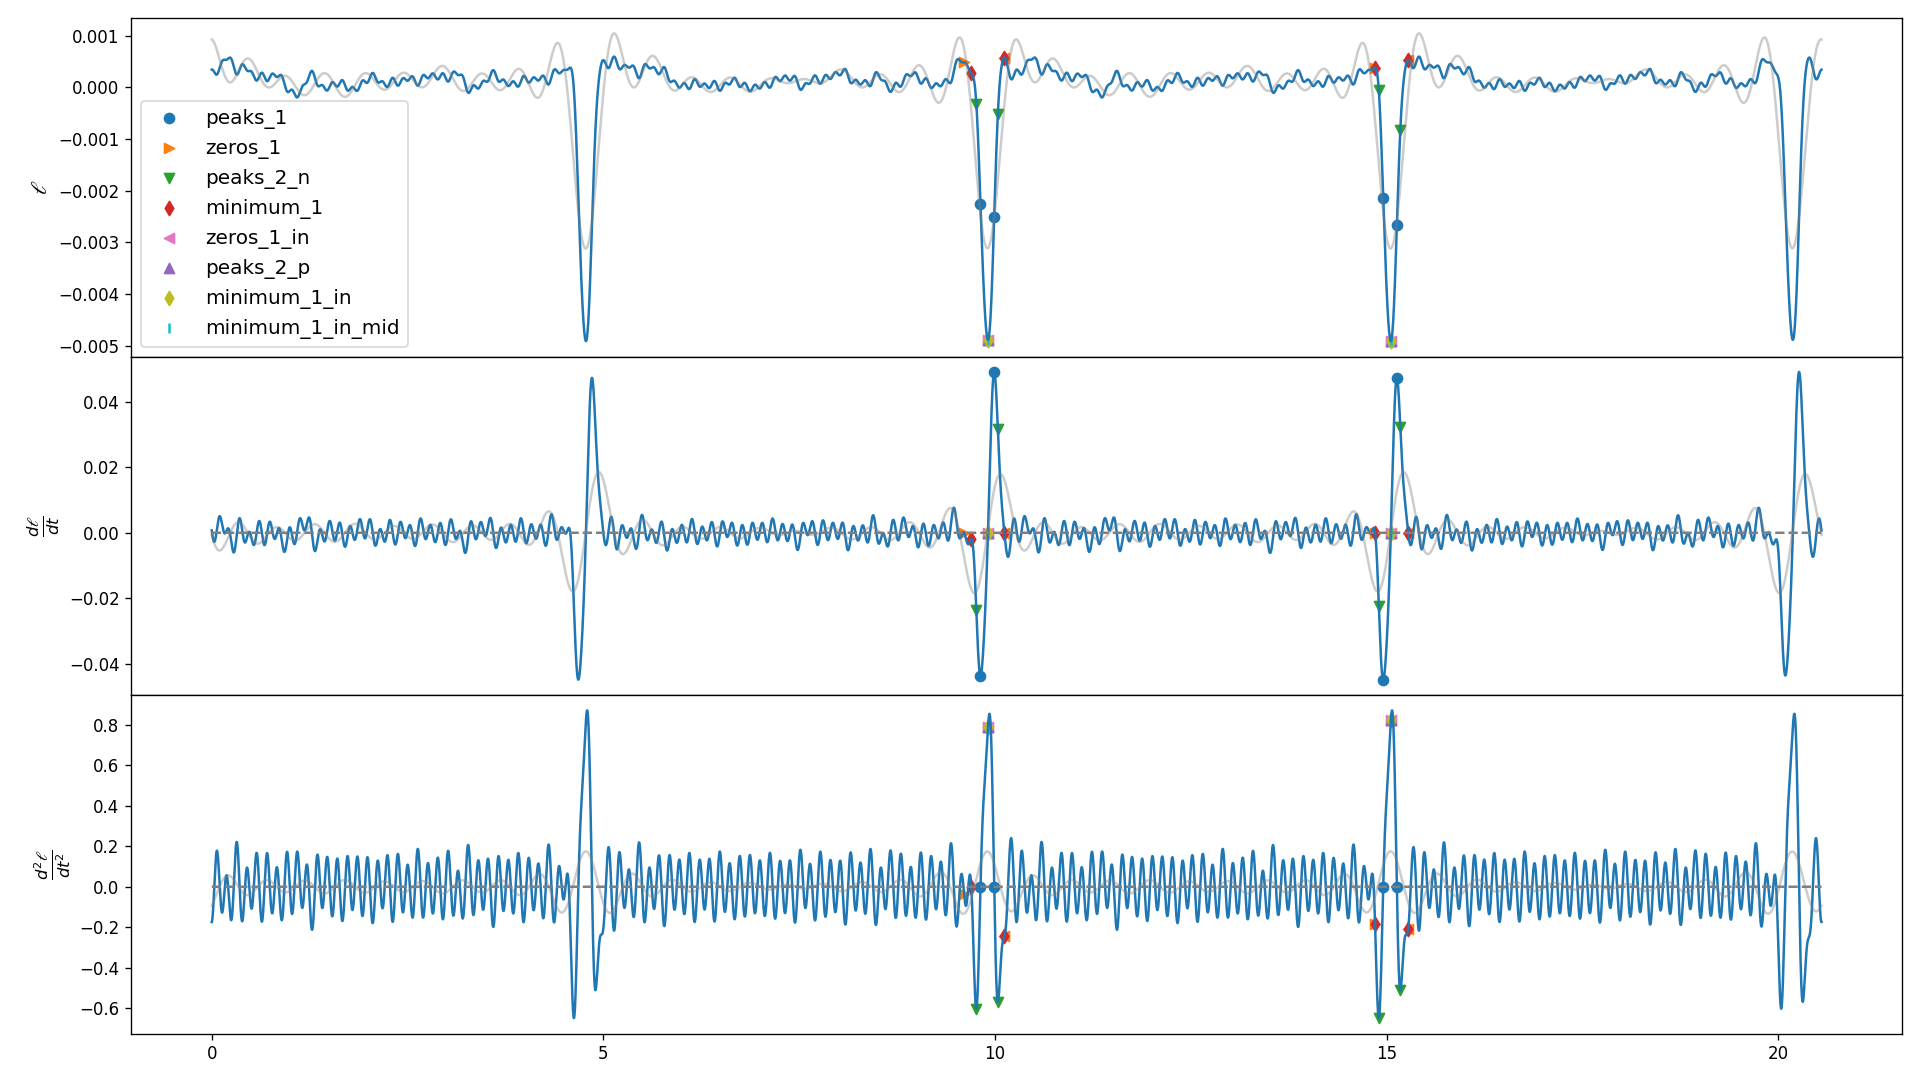 0.001
0.000
−0.001
−0.002
−0.003
−0.004
−0.005
ℓ
peaks_1
zeros_1
peaks_2_n
minimum_1
zeros_1_in
peaks_2_p
minimum_1_in
minimum_1_in_mid
0.04
0.02
0.00
−0.02
−0.04
dℓ
dt
0.8
0.6
0.4
0.2
0.0
−0.2
−0.4
−0.6
d²ℓ
dt²
0 5 10 15 20